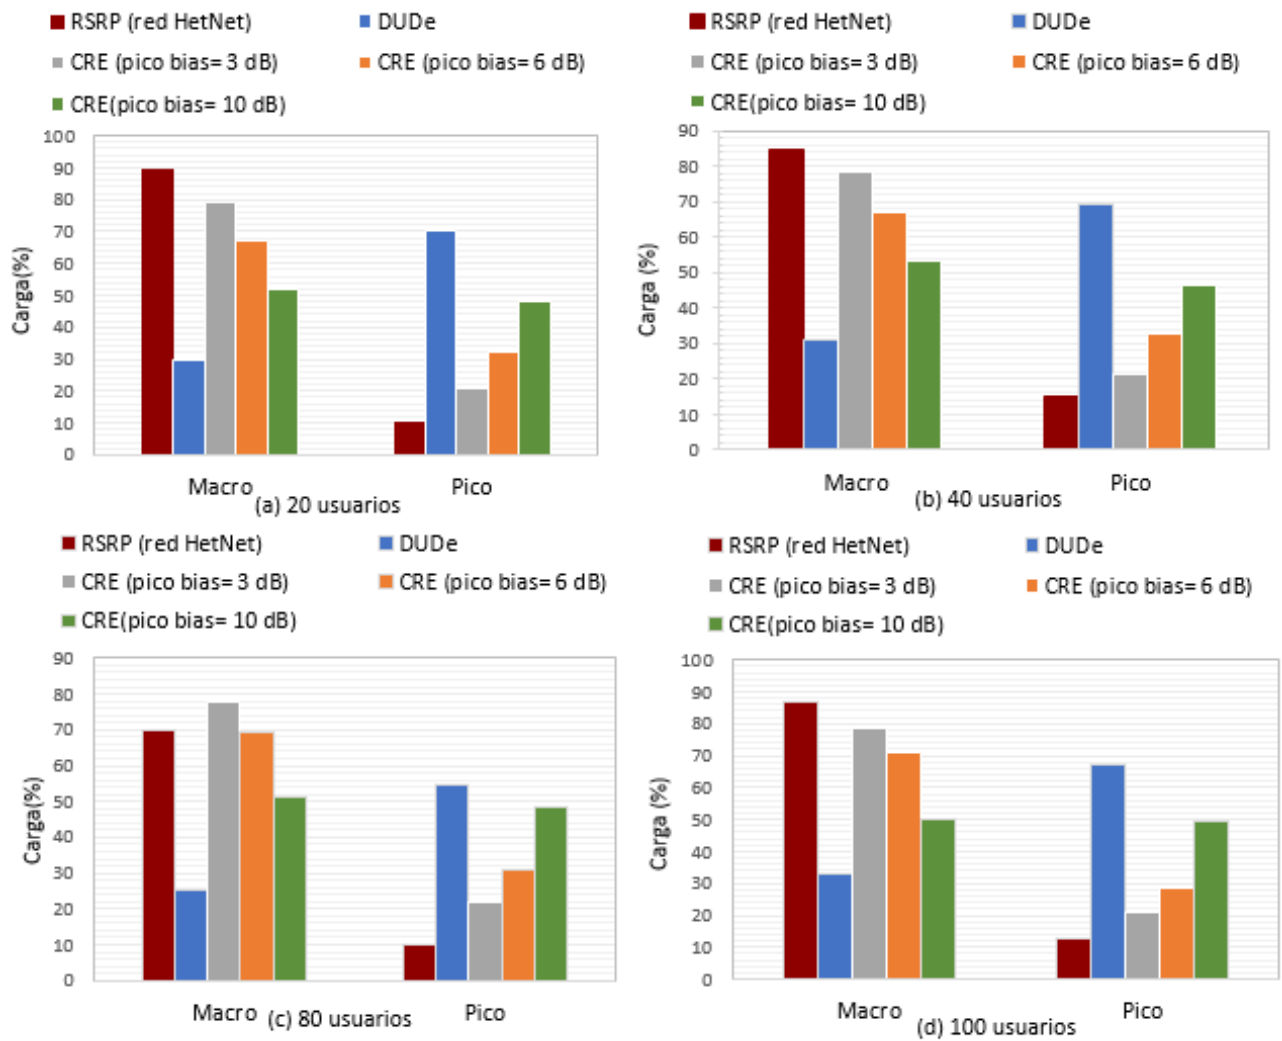 RSRP (red HetNet) DUDe
CRE (pico bias= 3 dB) CRE (pico bias= 6 dB)
CRE(pico bias= 10 dB)
100
90
80
70
60
50
40
30
20
10
0
Carga(%)
Macro Pico
(a) 20 usuarios
RSRP (red HetNet) DUDe
CRE (pico bias= 3 dB) CRE (pico bias= 6 dB)
CRE(pico bias= 10 dB)
90
80
70
60
50
40
30
20
10
0
Carga (%)
Macro Pico
(b) 40 usuarios
RSRP (red HetNet) DUDe
CRE (pico bias= 3 dB) CRE (pico bias= 6 dB)
CRE(pico bias= 10 dB)
90
80
70
60
50
40
30
20
10
0
Carga(%)
Macro Pico
(c) 80 usuarios
RSRP (red HetNet) DUDe
CRE (pico bias= 3 dB) CRE (pico bias= 6 dB)
CRE(pico bias= 10 dB)
100
90
80
70
60
50
40
30
20
10
0
Carga (%)
Macro Pico
(d) 100 usuarios